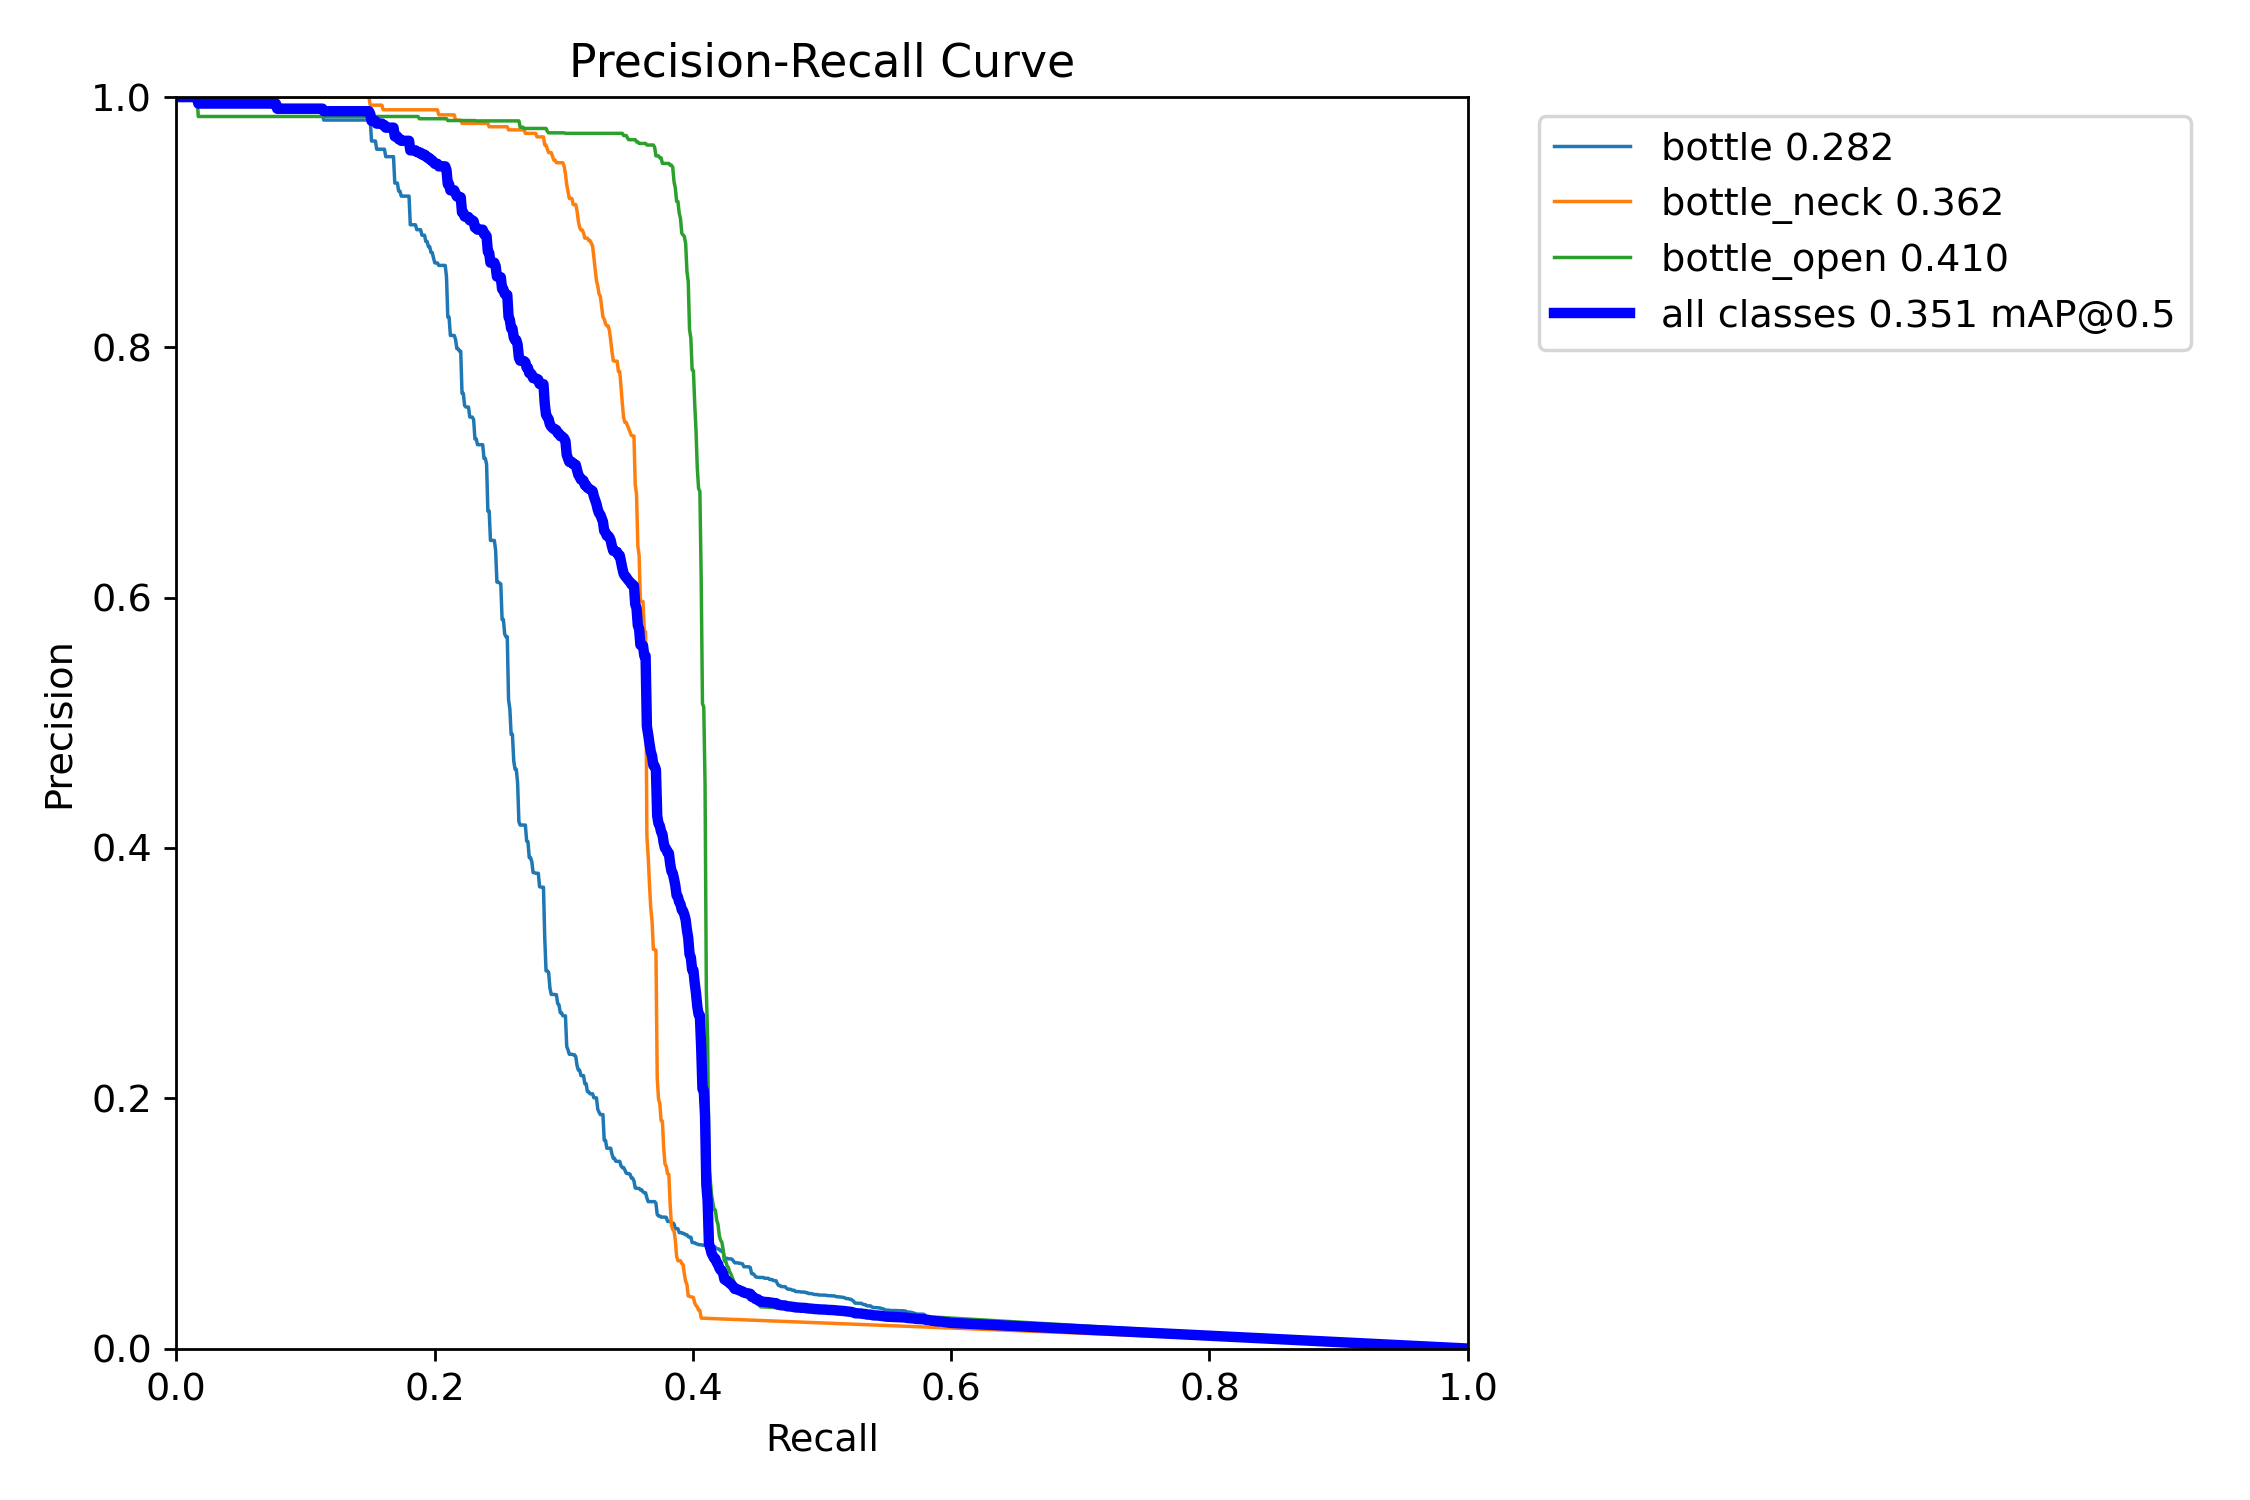 Precision-Recall Curve
1.0
0.8
0.6
0.4
0.2
0.0
Precision
0.0 0.2 0.4 0.6 0.8 1.0
Recall
bottle 0.282
bottle_neck 0.362
bottle_open 0.410
all classes 0.351 mAP@0.5